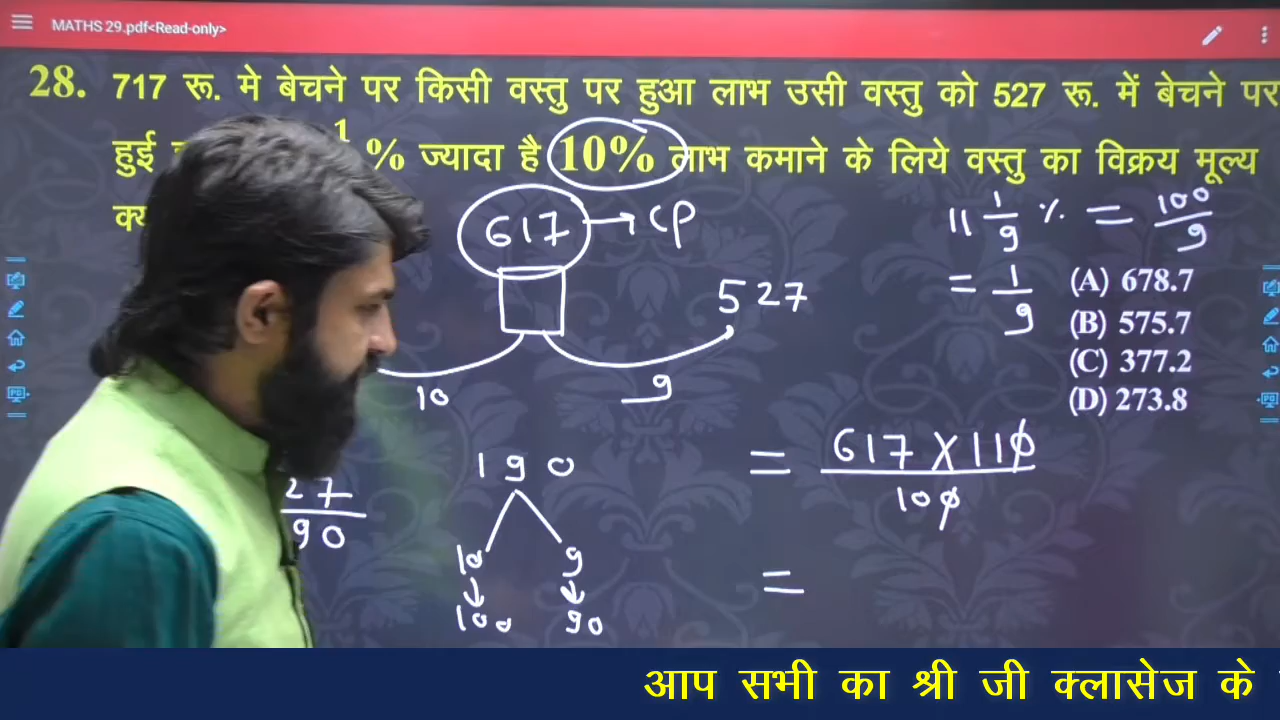 MATHS 29.pdf<Read-only>
28. 717 रू. मे बेचने पर किसी वस्तु पर हुआ लाभ उसी वस्तु को 527 रू. में बेचने पर
हुई % ज्यादा है 10% लाभ कमाने के लिये वस्तु का विक्रय मूल्य
617 → CP
11 1/9 % = 100/9
= 1/9
527
10
9
(A) 678.7
(B) 575.7
(C) 377.2
(D) 273.8
190
= 617 X 110 / 100
27
90
10 9
100 90
=
आप सभी का श्री जी क्लासेज के